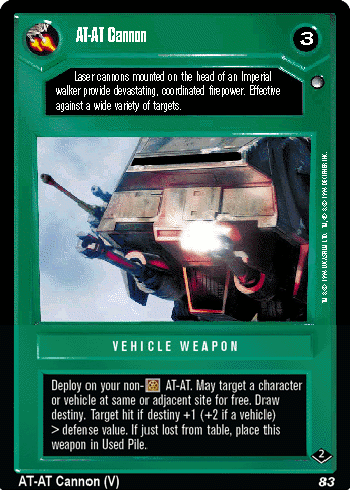 AT-AT Cannon
3
Laser cannons mounted on the head of an Imperial
walker provide devastating, coordinated firepower. Effective
against a wide variety of targets.
VEHICLE WEAPON
Deploy on your non- AT-AT. May target a character
or vehicle at same or adjacent site for free. Draw
destiny. Target hit if destiny +1 (+2 if a vehicle)
> defense value. If just lost from table, place this
weapon in Used Pile.
2
AT-AT Cannon (V)
83